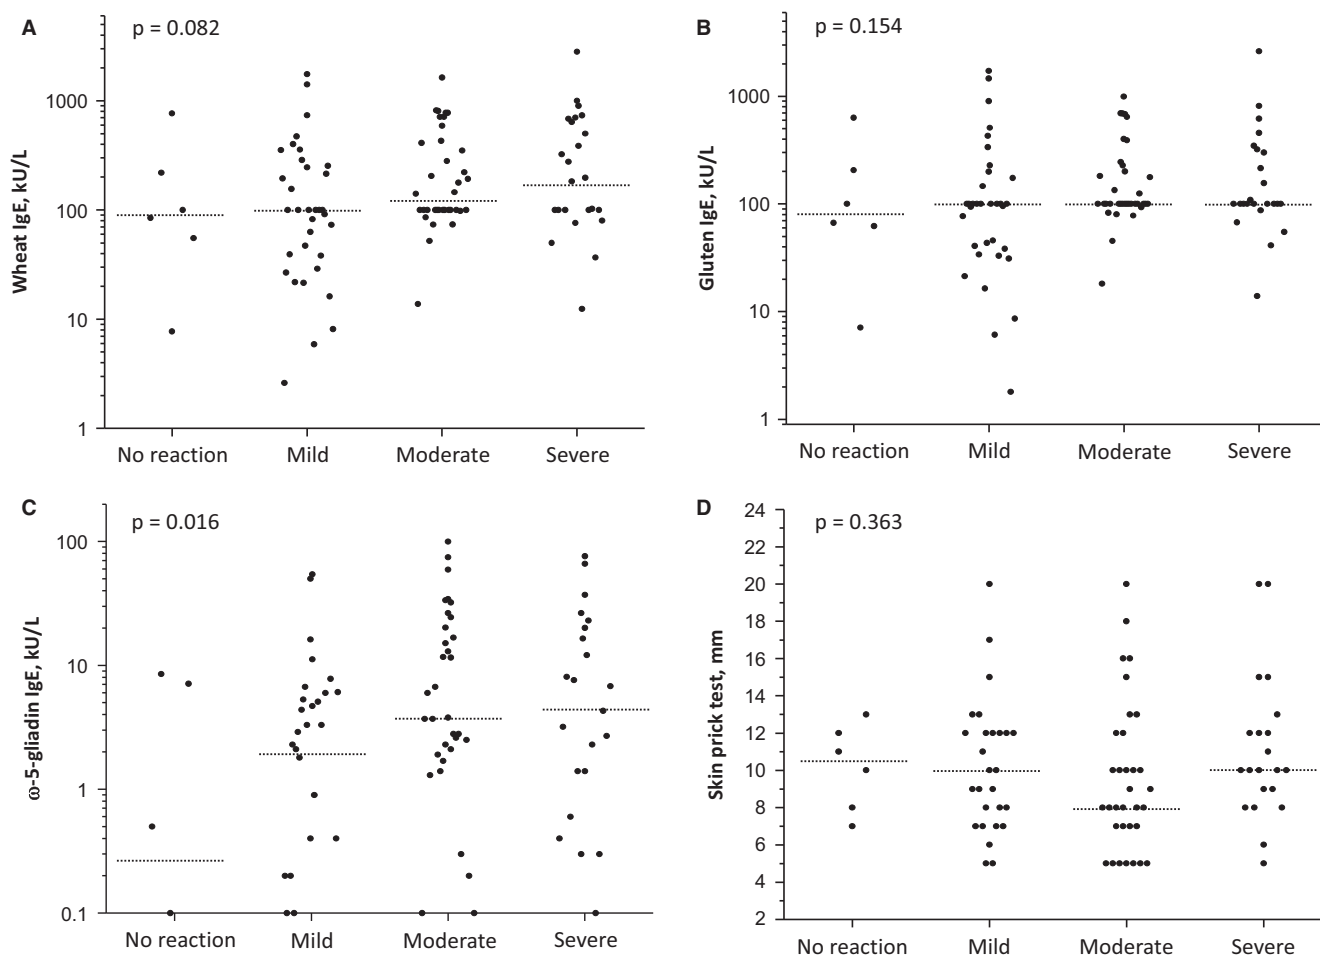 A
p = 0.082
Wheat IgE, kU/L
1000
100
10
1
No reaction Mild Moderate Severe
B
p = 0.154
Gluten IgE, kU/L
1000
100
10
1
No reaction Mild Moderate Severe
C
p = 0.016
ω-5-gliadin IgE, kU/L
100
10
1
0.1
No reaction Mild Moderate Severe
D
p = 0.363
Skin prick test, mm
24
22
20
18
16
14
12
10
8
6
4
2
No reaction Mild Moderate Severe